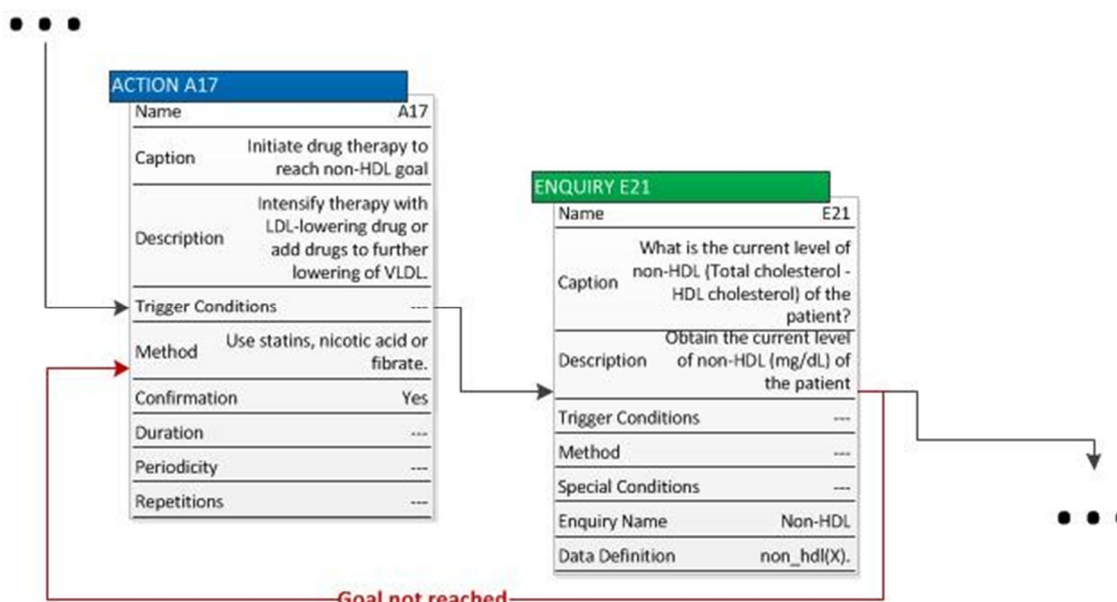 ACTION A17
Name A17
Caption Initiate drug therapy to
reach non-HDL goal
Description Intensify therapy with
LDL-lowering drug or
add drugs to further
lowering of VLDL.
Trigger Conditions ---
Method Use statins, nicotic acid or
fibrate.
Confirmation Yes
Duration ---
Periodicity ---
Repetitions ---
ENQUIRY E21
Name E21
Caption What is the current level of
non-HDL (Total cholesterol -
HDL cholesterol) of the
patient?
Description Obtain the current level
of non-HDL (mg/dL) of
the patient
Trigger Conditions ---
Method ---
Special Conditions ---
Enquiry Name Non-HDL
Data Definition non_hdl(X).
Goal not reached